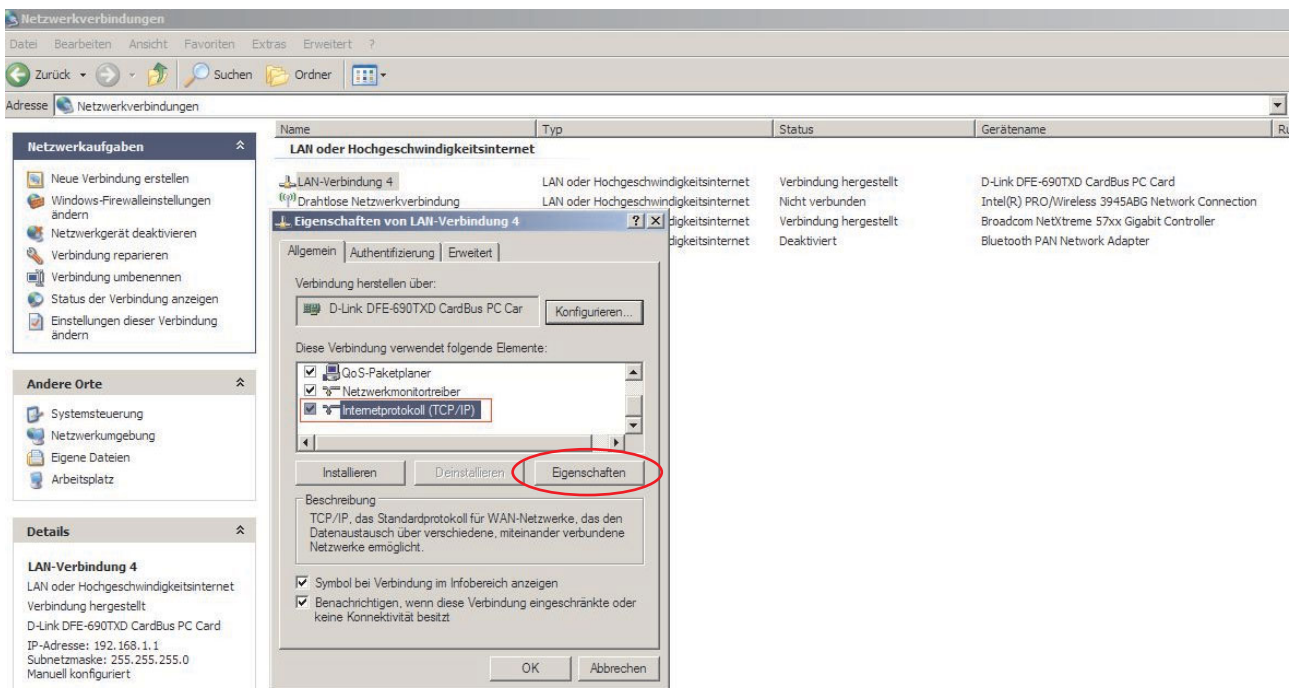 Netzwerkverbindungen
Datei Bearbeiten Ansicht Favoriten Extras Erweitert ?
Zurück Suchen Ordner
Adresse Netzwerkverbindungen
Netzwerkaufgaben
Neue Verbindung erstellen
Windows-Firewalleinstellungen
ändern
Netzwerkgerät deaktivieren
Verbindung reparieren
Verbindung umbenennen
Status der Verbindung anzeigen
Einstellungen dieser Verbindung
ändern
Andere Orte
Systemsteuerung
Netzwerkumgebung
Eigene Dateien
Arbeitsplatz
Details
LAN-Verbindung 4
LAN oder Hochgeschwindigkeitsinternet
Verbindung hergestellt
D-Link DFE-690TXD CardBus PC Card
IP-Adresse: 192.168.1.1
Subnetzmaske: 255.255.255.0
Manuell konfiguriert
Name Typ Status Gerätename
LAN oder Hochgeschwindigkeitsinternet
LAN-Verbindung 4 LAN oder Hochgeschwindigkeitsinternet Verbindung hergestellt D-Link DFE-690TXD CardBus PC Card
Drahtlose Netzwerkverbindung LAN oder Hochgeschwindigkeitsinternet Nicht verbunden Intel(R) PRO/Wireless 3945ABG Network Connection
digkeitsinternet Verbindung hergestellt Broadcom NetXtreme 57xx Gigabit Controller
digkeitsinternet Deaktiviert Bluetooth PAN Network Adapter
Eigenschaften von LAN-Verbindung 4
Allgemein Authentifizierung Erweitert
Verbindung herstellen über:
D-Link DFE-690TXD CardBus PC Car Konfigurieren...
Diese Verbindung verwendet folgende Elemente:
QoS-Paketplaner
Netzwerkmonitortreiber
Internetprotokoll (TCP/IP)
Installieren Deinstallieren Eigenschaften
Beschreibung
TCP/IP, das Standardprotokoll für WAN-Netzwerke, das den
Datenaustausch über verschiedene, miteinander verbundene
Netzwerke ermöglicht.
Symbol bei Verbindung im Infobereich anzeigen
Benachrichtigen, wenn diese Verbindung eingeschränkte oder
keine Konnektivität besitzt
OK Abbrechen